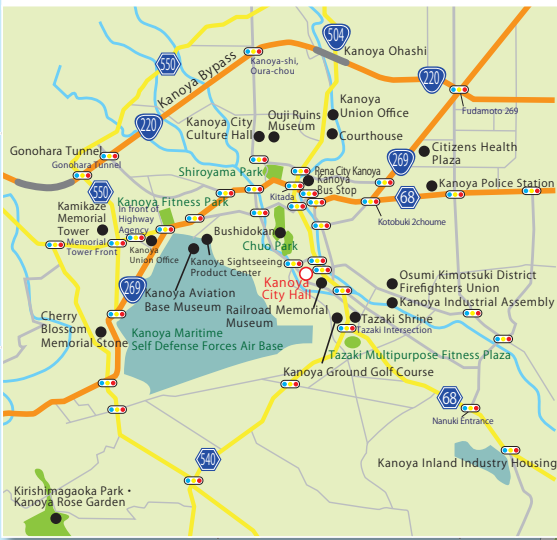 504
Kanoya Ohashi
550
Kanoya-shi,
Oura-chou
Kanoya Bypass
220
Fudamoto 269
220
Kanoya
Union Office
Kanoya City
Culture Hall
Ouji Ruins
Museum
Courthouse
Citizens Health
Plaza
Gonohara Tunnel
Gonohara Tunnel
269
Shiroyama Park
Rena City Kanoya
Kanoya
Bus Stop
Kanoya Police Station
68
Kitada
Kotobuki 2choume
550
Kamikaze
Memorial
Tower
Memorial
Tower Front
Kanoya Fitness Park
In front of
Highway
Agency
Kanoya
Union Office
Bushidokan
Chuo Park
Kanoya Sightseeing
Product Center
Kanoya
City Hall
Osumi Kimotsuki District
Firefighters Union
Kanoya Industrial Assembly
269
Kanoya Aviation
Base Museum
Railroad Memorial
Museum
Tazaki Shrine
Tazaki Intersection
Cherry
Blossom
Memorial Stone
Kanoya Maritime
Self Defense Forces Air Base
Tazaki Multipurpose Fitness Plaza
Kanoya Ground Golf Course
68
Nanuki Entrance
540
Kanoya Inland Industry Housing
Kirishimagaoka Park・
Kanoya Rose Garden